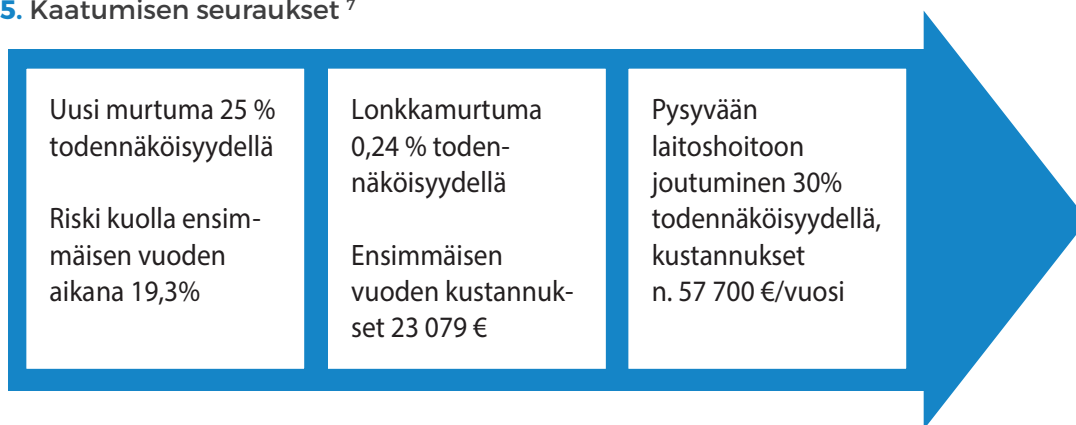 5. Kaatumisen seuraukset 7
Uusi murtuma 25 %
todennäköisyydellä
Riski kuolla ensim-
mäisen vuoden
aikana 19,3%
Lonkkamurtuma
0,24 % toden-
näköisyydellä
Ensimmäisen
vuoden kustannuk-
set 23 079 €
Pysyvään
laitoshoitoon
joutuminen 30%
todennäköisyydellä,
kustannukset
n. 57 700 €/vuosi